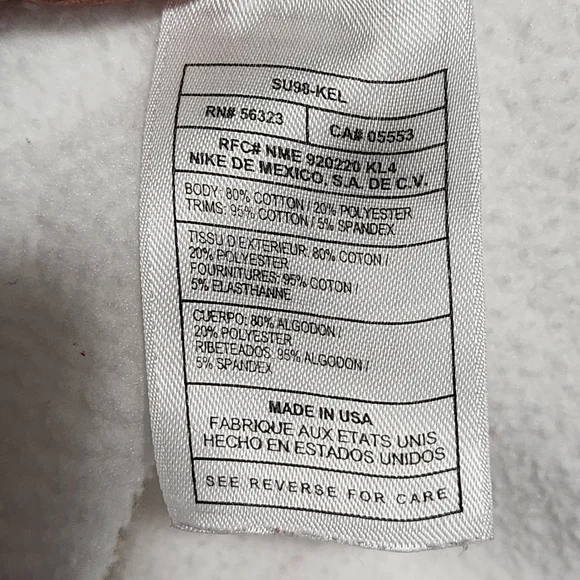 SU98-KEL
RN# 56323
CA# 05553
RFC# NME 920220 KL4
NIKE DE MEXICO, S.A. DE C.V.
BODY: 80% COTTON / 20% POLYESTER
TRIMS: 95% COTTON / 5% SPANDEX
TISSU D'EXTERIEUR: 80% COTON /
20% POLYESTER
FOURNITURES: 95% COTON /
5% ELASTHANNE
CUERPO: 80% ALGODON /
20% POLYESTER
RIBETEADOS: 95% ALGODON /
5% SPANDEX
MADE IN USA
FABRIQUE AUX ETATS UNIS
HECHO EN ESTADOS UNIDOS
SEE REVERSE FOR CARE